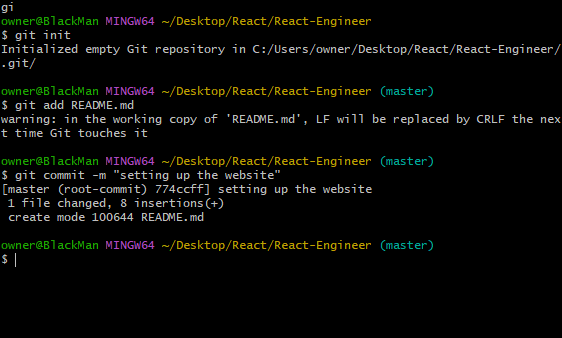 gi
owner@BlackMan MINGW64 ~/Desktop/React/React-Engineer
$ git init
Initialized empty Git repository in C:/Users/owner/Desktop/React/React-Engineer/
.git/
owner@BlackMan MINGW64 ~/Desktop/React/React-Engineer (master)
$ git add README.md
warning: in the working copy of 'README.md', LF will be replaced by CRLF the nex
t time Git touches it
owner@BlackMan MINGW64 ~/Desktop/React/React-Engineer (master)
$ git commit -m "setting up the website"
[master (root-commit) 774ccff] setting up the website
 1 file changed, 8 insertions(+)
 create mode 100644 README.md
owner@BlackMan MINGW64 ~/Desktop/React/React-Engineer (master)
$